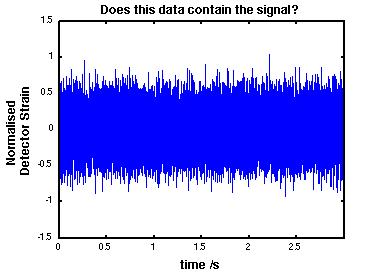 Does this data contain the signal?
1.5
1
0.5
0
-0.5
-1
-1.5
Normalised
Detector Strain
0 0.5 1 1.5 2 2.5
time /s